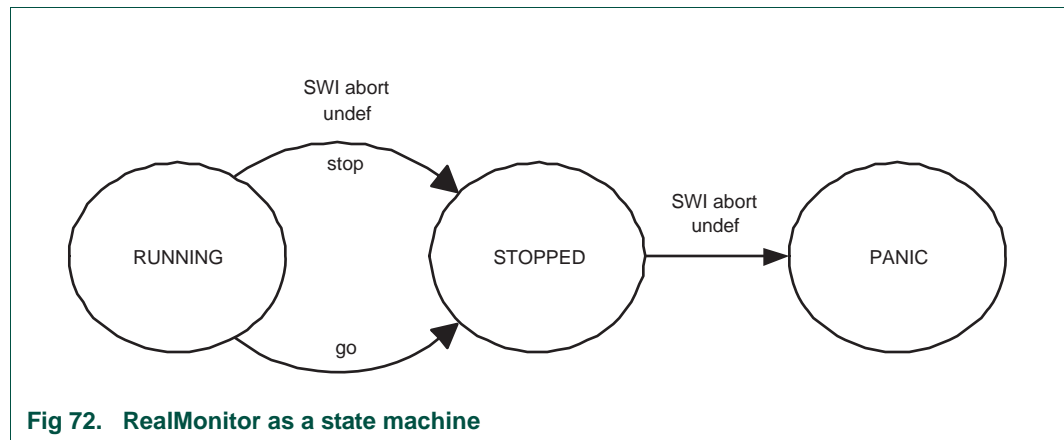 SWI abort
undef
stop
SWI abort
undef
RUNNING
STOPPED
PANIC
go
Fig 72. RealMonitor as a state machine